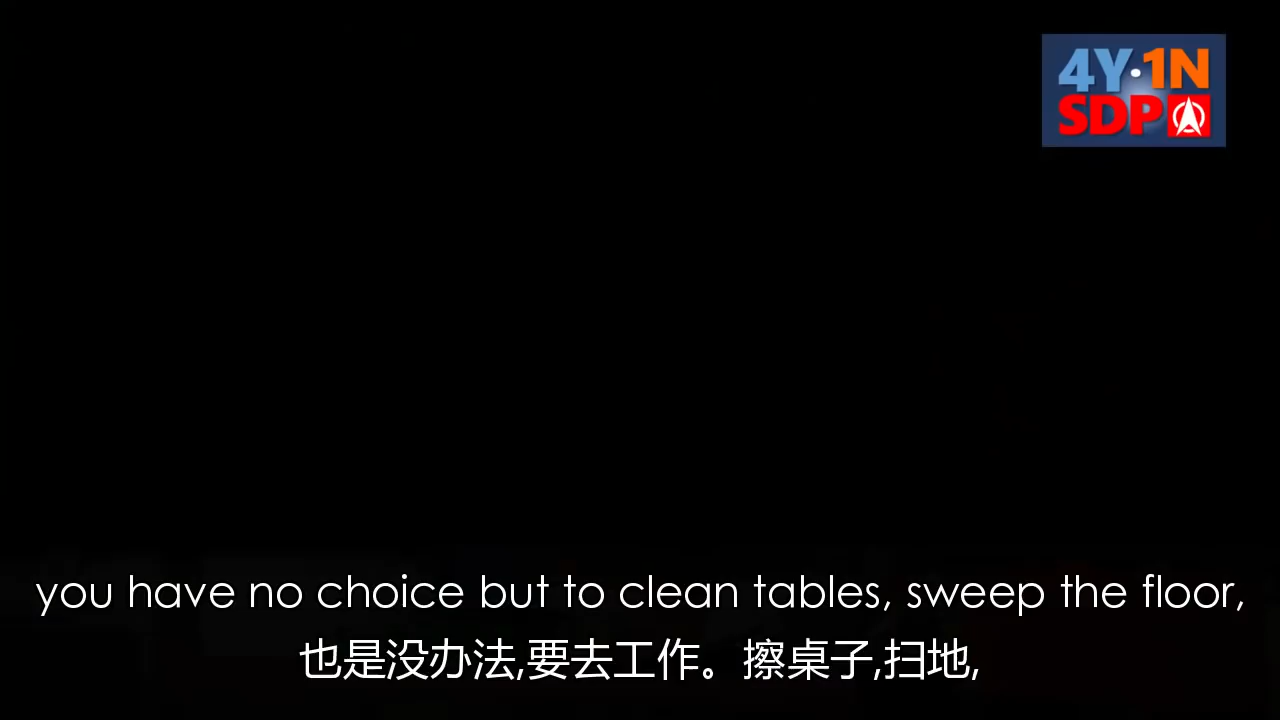 4Y·1N
SDP
you have no choice but to clean tables, sweep the floor,
也是没办法,要去工作。擦桌子,扫地,